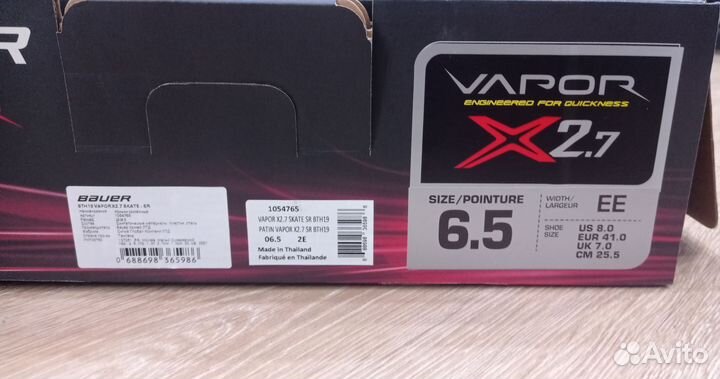 R
BAUER
BTH19 VAPOR X2.7 SKATE - SR
1054765
0 688698 365986
1054765
VAPOR X2.7 SKATE SR BTH19
PATIN VAPOR X2.7 SR BTH19
06.5 2E
Made in Thailand
Fabriqué en Thaïlande
VAPOR
ENGINEERED FOR QUICKNESS
X2.7
SIZE/POINTURE
6.5
WIDTH/
LARGEUR
EE
SHOE
SIZE
US 8.0
EUR 41.0
UK 7.0
CM 25.5
Avito